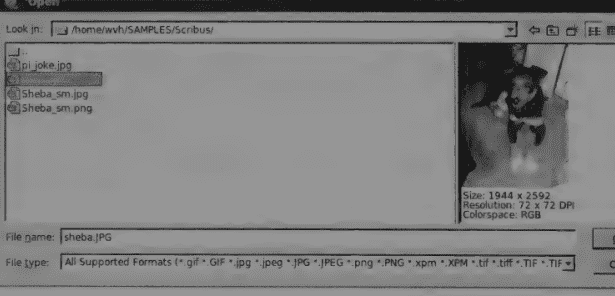 Open
Look in: /home/wvh/SAMPLES/Scribus/
..
pi_joke.jpg
Sheba_sm.jpg
Sheba_sm.png
Size: 1944 x 2592
Resolution: 72 x 72 DPI
Colorspace: RGB
File name: sheba.JPG
File type: All Supported Formats (*.gif *.GIF *.jpg *.jpeg *.JPG *.JPEG *.png *.PNG *.xpm *.XPM *.tif *.tiff *.TIF *.TIF